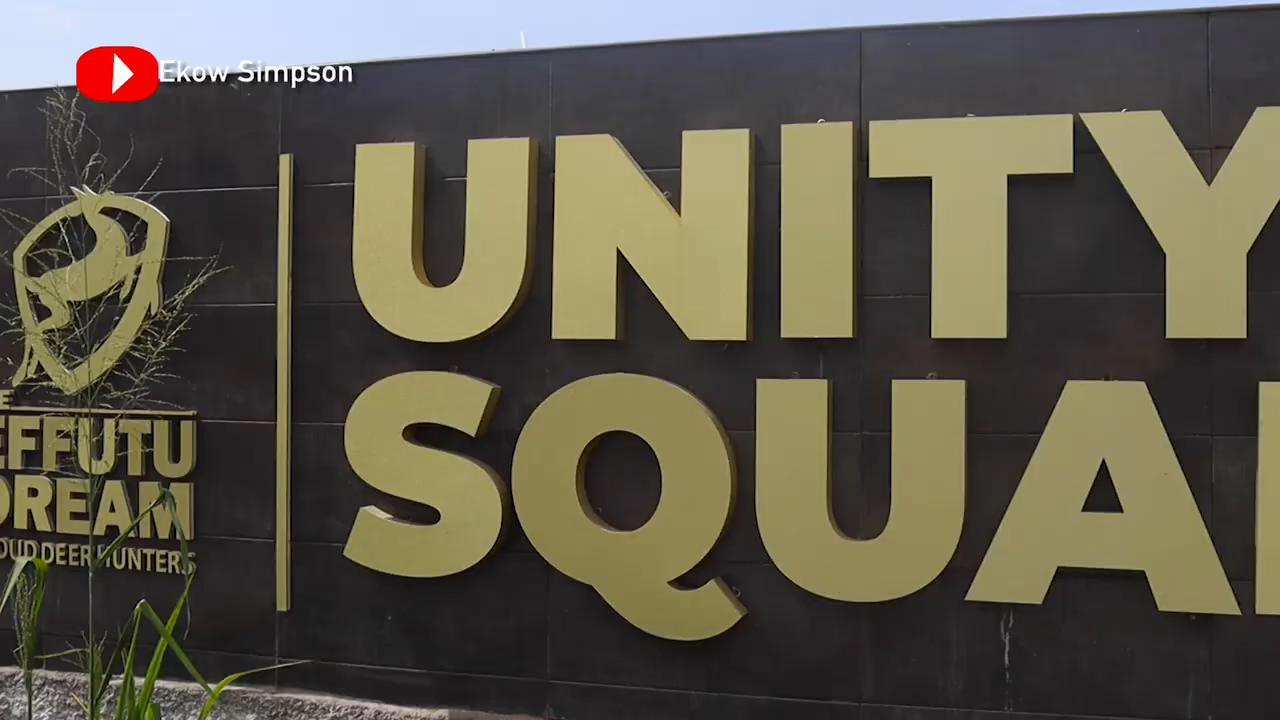 Ekow Simpson
UNITY
SQUA
EFFUTU
DREAM
DEER HUNTERS